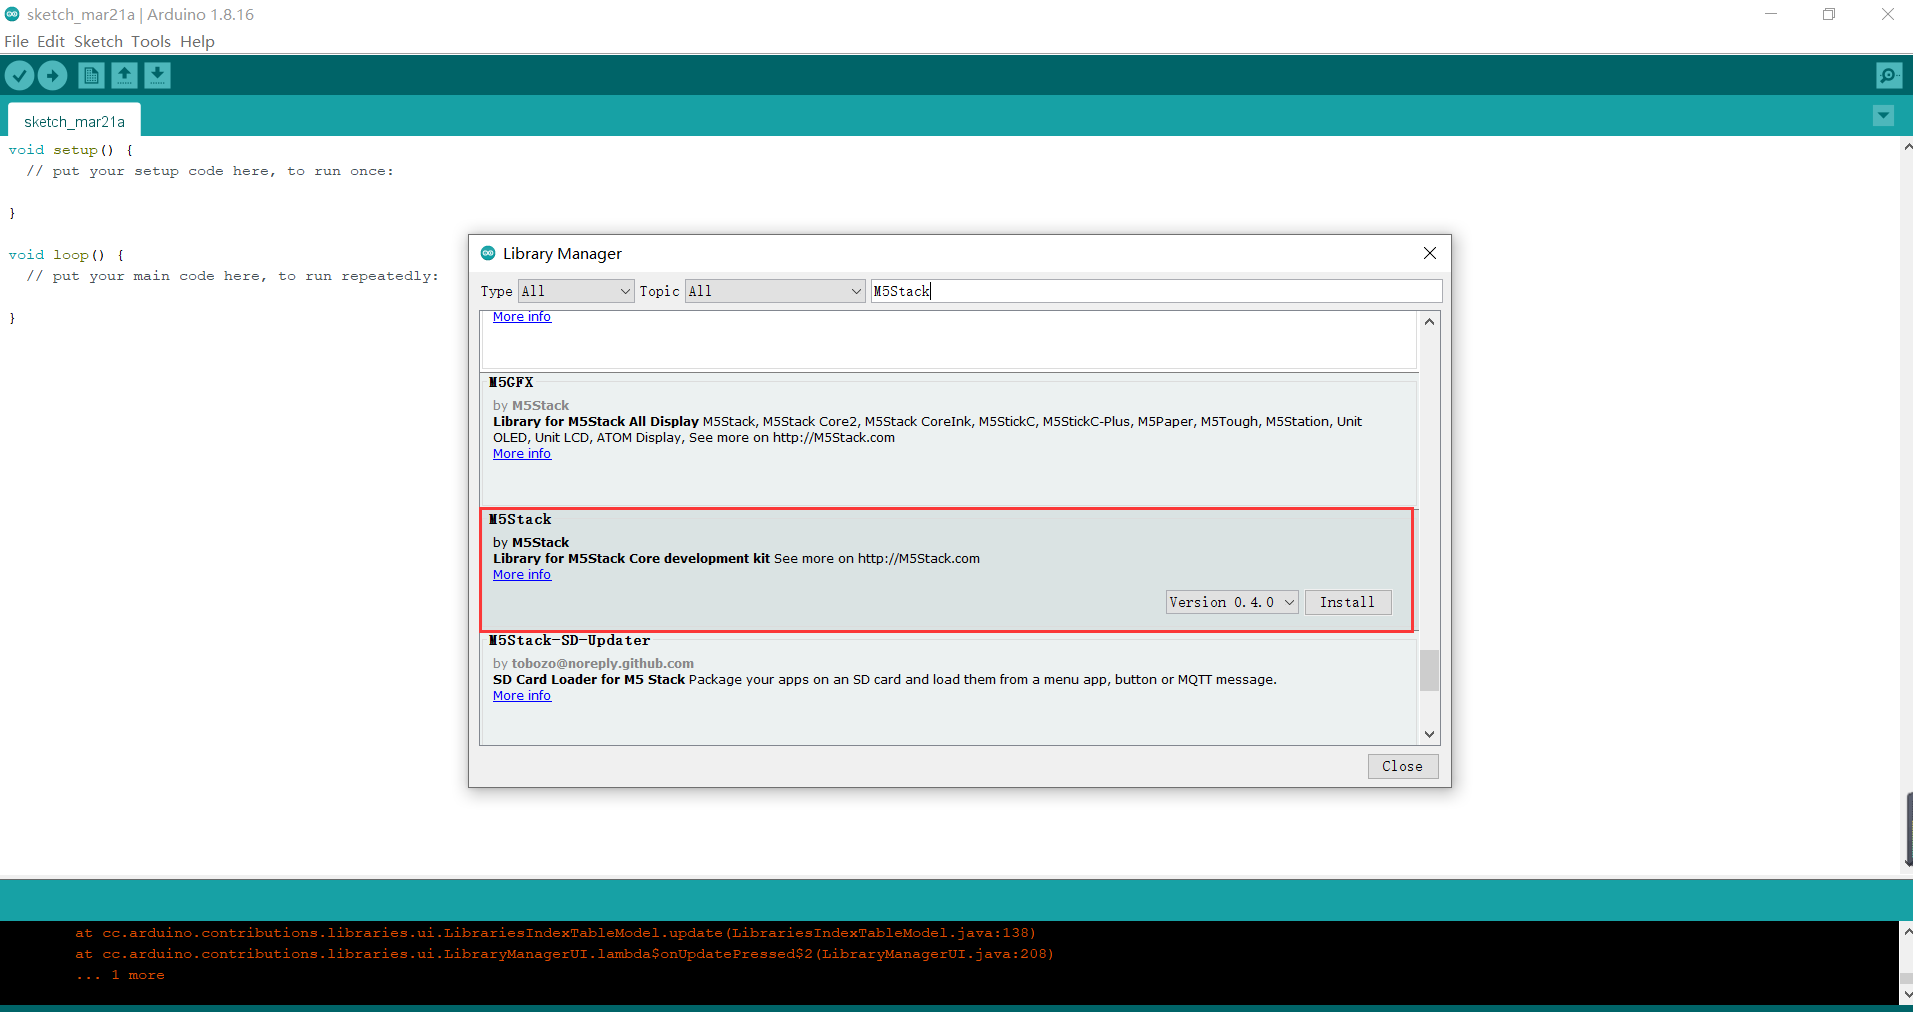 sketch_mar21a | Arduino 1.8.16
File Edit Sketch Tools Help
sketch_mar21a
void setup() {
// put your setup code here, to run once:
}
void loop() {
// put your main code here, to run repeatedly:
}
Library Manager
Type All Topic All M5Stack
More info
M5GFX
by M5Stack
Library for M5Stack All Display M5Stack, M5Stack Core2, M5Stack CoreInk, M5StickC, M5StickC-Plus, M5Paper, M5Tough, M5Station, Unit
OLED, Unit LCD, ATOM Display, See more on http://M5Stack.com
More info
M5Stack
by M5Stack
Library for M5Stack Core development kit See more on http://M5Stack.com
More info
Version 0.4.0 Install
M5Stack-SD-Updater
by tobozo@noreply.github.com
SD Card Loader for M5 Stack Package your apps on an SD card and load them from a menu app, button or MQTT message.
More info
Close
at cc.arduino.contributions.libraries.ui.LibrariesIndexTableModel.update(LibrariesIndexTableModel.java:138)
at cc.arduino.contributions.libraries.ui.LibraryManagerUI.lambda$onUpdatePressed$2(LibraryManagerUI.java:208)
... 1 more